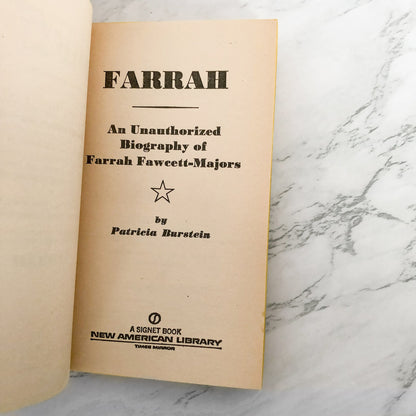 FARRAH
An Unauthorized
Biography of
Farrah Fawcett-Majors
by
Patricia Burstein
A SIGNET BOOK
NEW AMERICAN LIBRARY
TIMES MIRROR